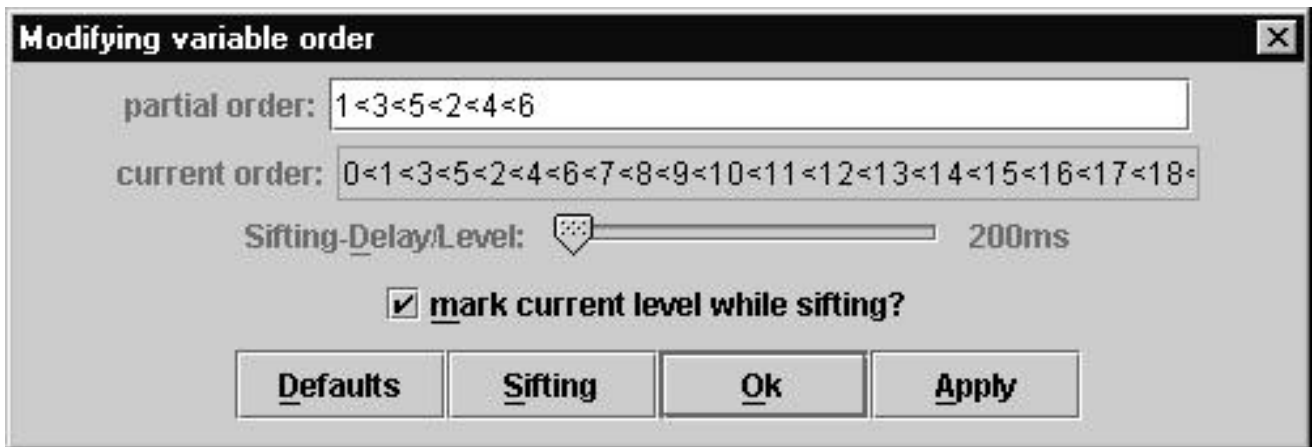 Modifying variable order
partial order: 1<3<5<2<4<6
current order: 0<1<3<5<2<4<6<7<8<9<10<11<12<13<14<15<16<17<18<
Sifting-Delay/Level: 200ms
mark current level while sifting?
Defaults Sifting Ok Apply